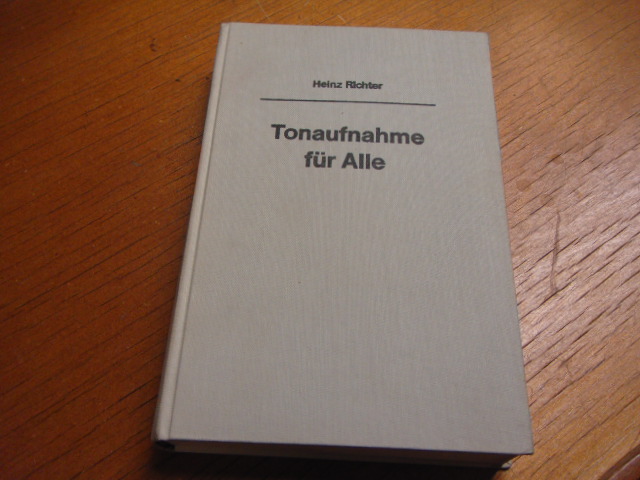 Heinz Richter
Tonaufnahme
für Alle